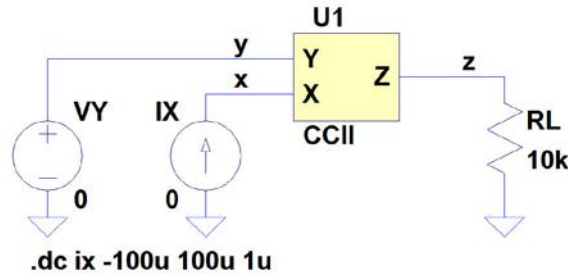 U1
y
Y
x
X
Z
z
CCII
VY
0
IX
0
RL
10k
.dc ix -100u 100u 1u